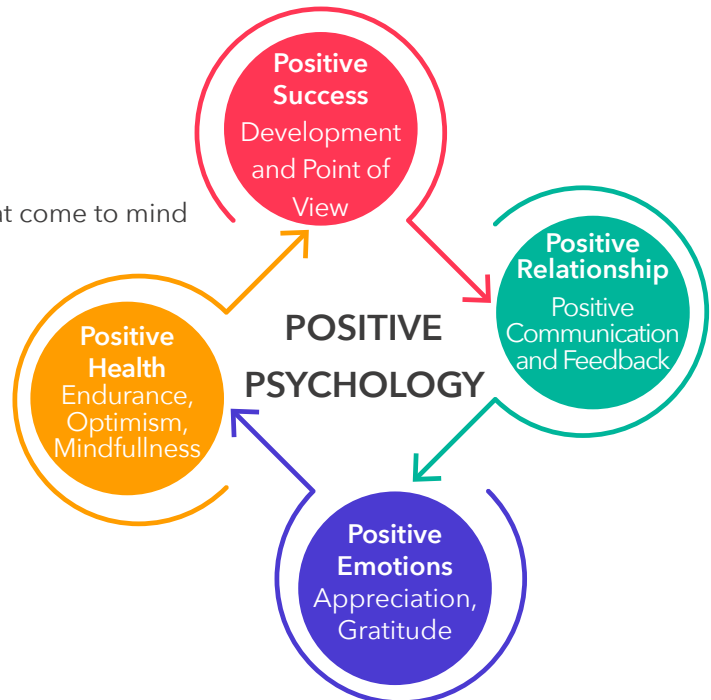 Positive
Success
Development
and Point of
View
at come to mind
Positive
Relationship
Positive
Communication
and Feedback
POSITIVE
PSYCHOLOGY
Positive
Health
Endurance,
Optimism,
Mindfullness
Positive
Emotions
Appreciation,
Gratitude